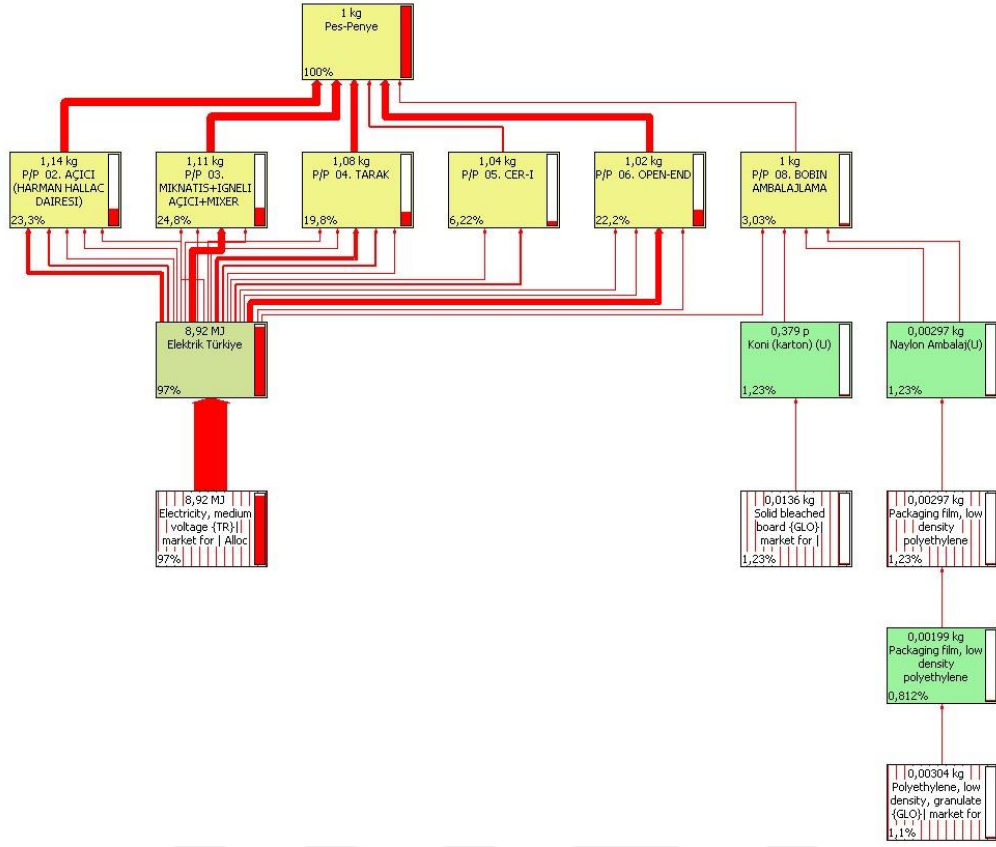 1 kg
Pes-Penye
100%
1,14 kg
P/P 02. AÇICI
(HARMAN HALLAC
DAIRESI)
23,3%
1,11 kg
P/P 03.
MIKNATIS+IGNELI
AÇICI+MIXER
24,8%
1,08 kg
P/P 04. TARAK
19,8%
1,04 kg
P/P 05. CER-I
6,22%
1,02 kg
P/P 06. OPEN-END
22,2%
1 kg
P/P 08. BOBIN
AMBALAJLAMA
3,03%
8,92 MJ
Elektrik Türkiye
97%
0,379 p
Koni (karton) (U)
1,23%
0,00297 kg
Naylon Ambalaj(U)
1,23%
8,92 MJ
Electricity, medium
voltage {TR}|
market for | Alloc
97%
0,0136 kg
Solid bleached
board {GLO}|
market for |
1,23%
0,00297 kg
Packaging film, low
density
polyethylene
1,23%
0,00199 kg
Packaging film, low
density
polyethylene
0,812%
0,00304 kg
Polyethylene, low
density, granulate
{GLO}| market for
1,1%